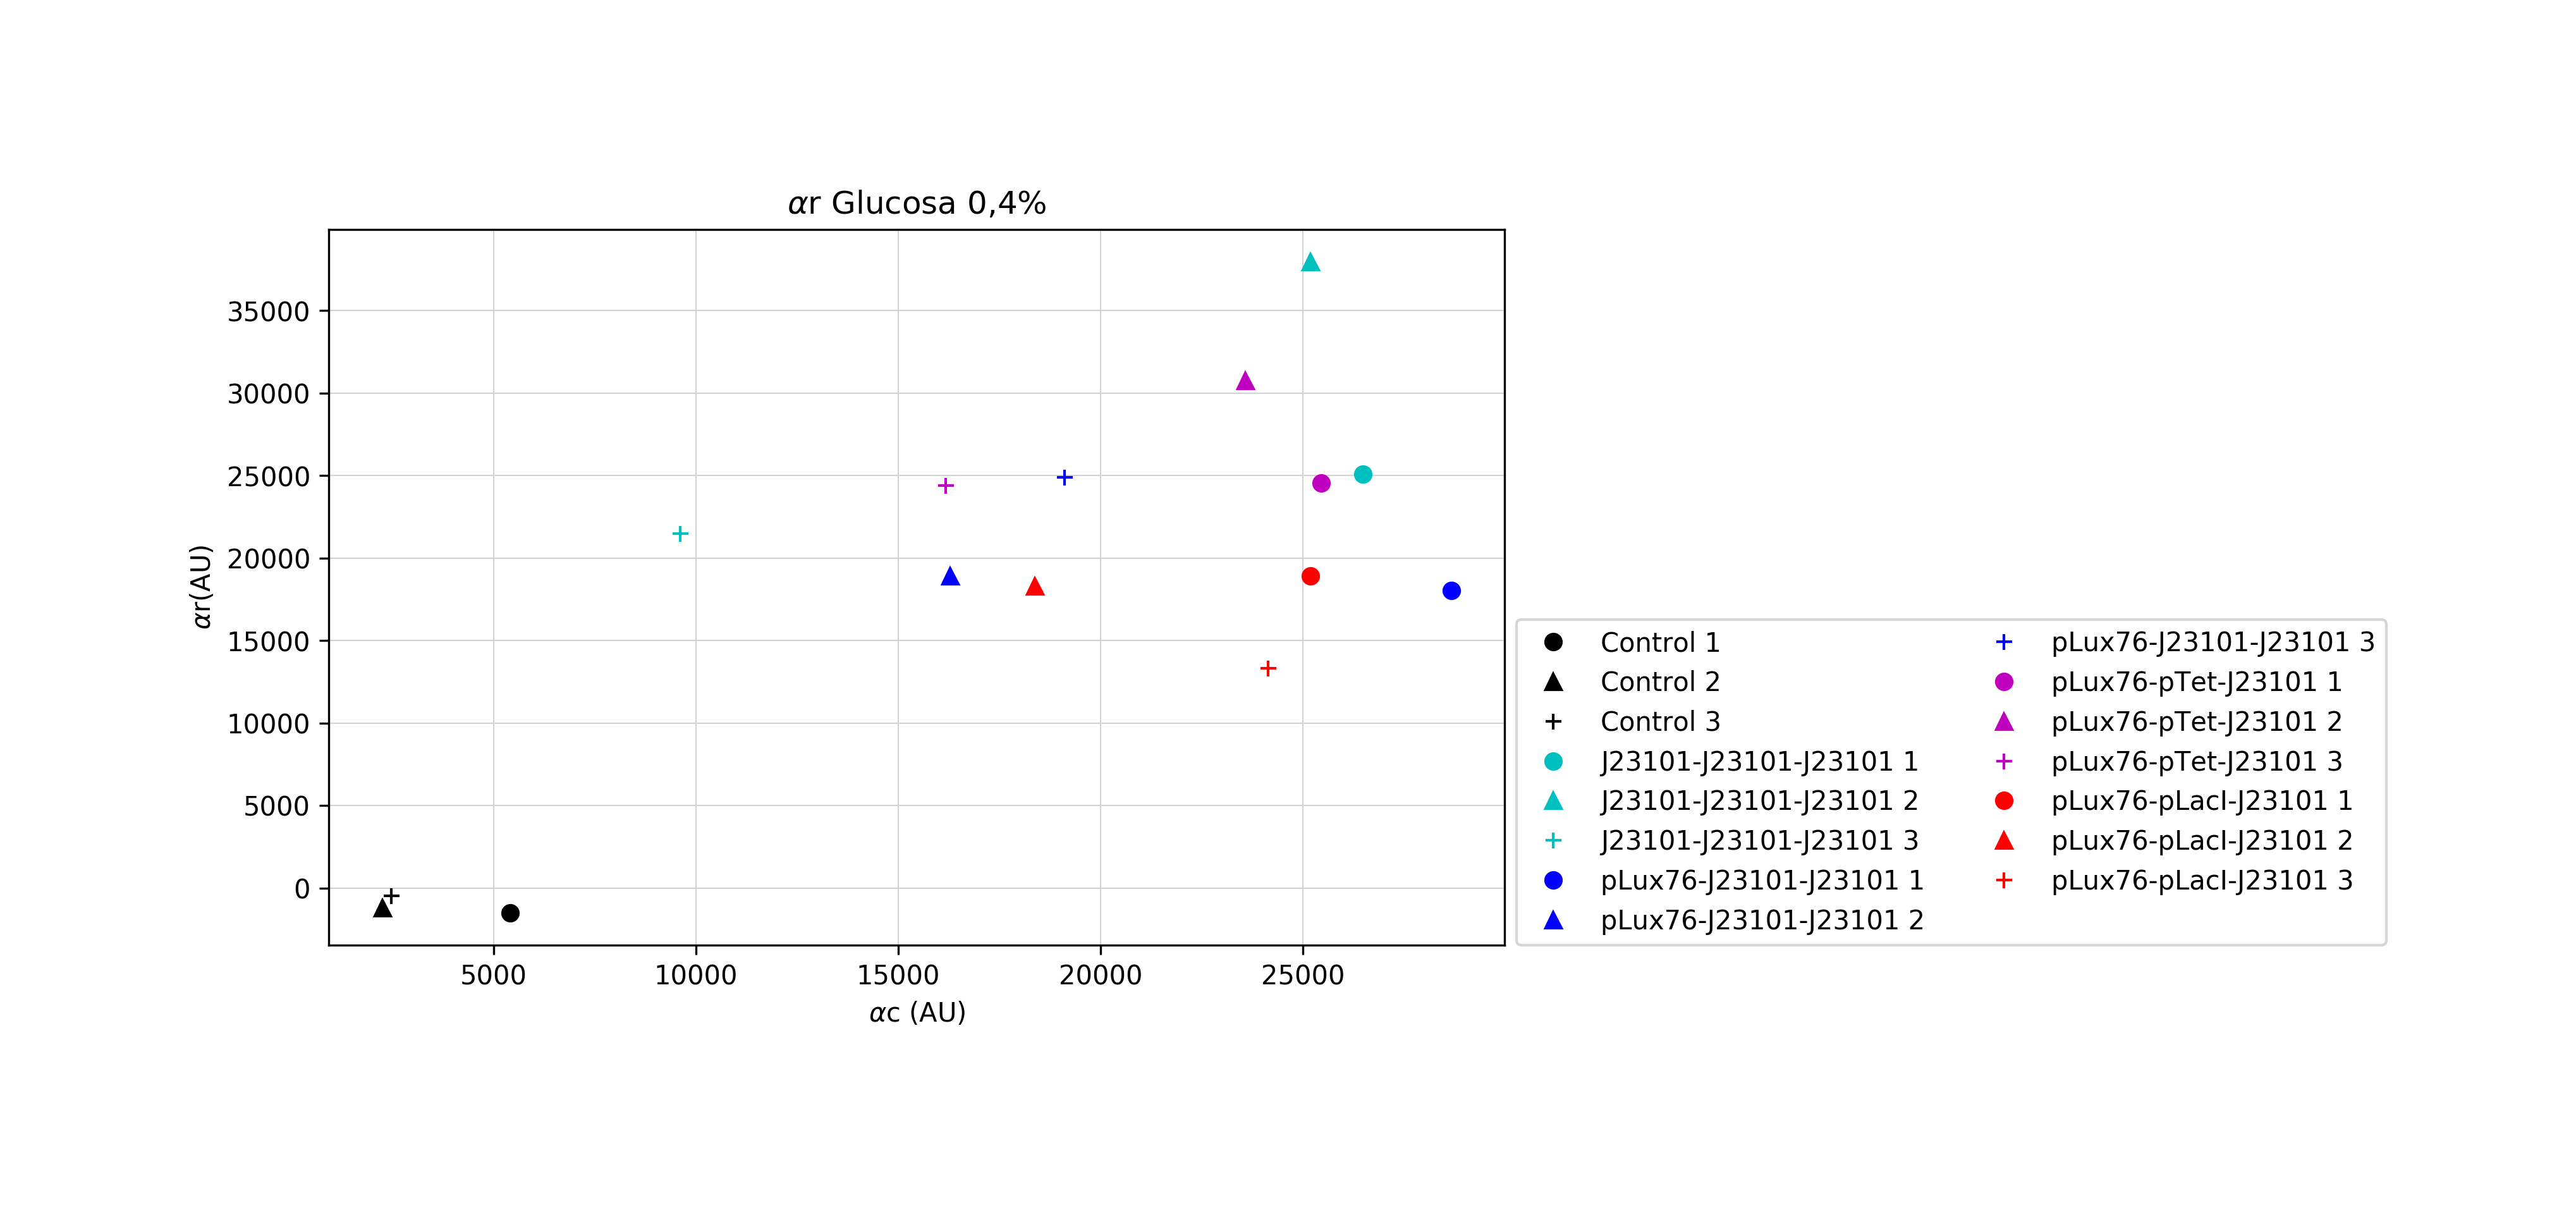 αr Glucosa 0,4%
35000
30000
25000
20000
15000
10000
5000
0
αr(AU)
5000 10000 15000 20000 25000
αc (AU)
Control 1
Control 2
Control 3
J23101-J23101-J23101 1
J23101-J23101-J23101 2
J23101-J23101-J23101 3
pLux76-J23101-J23101 1
pLux76-J23101-J23101 2
pLux76-J23101-J23101 3
pLux76-pTet-J23101 1
pLux76-pTet-J23101 2
pLux76-pTet-J23101 3
pLux76-pLacI-J23101 1
pLux76-pLacI-J23101 2
pLux76-pLacI-J23101 3